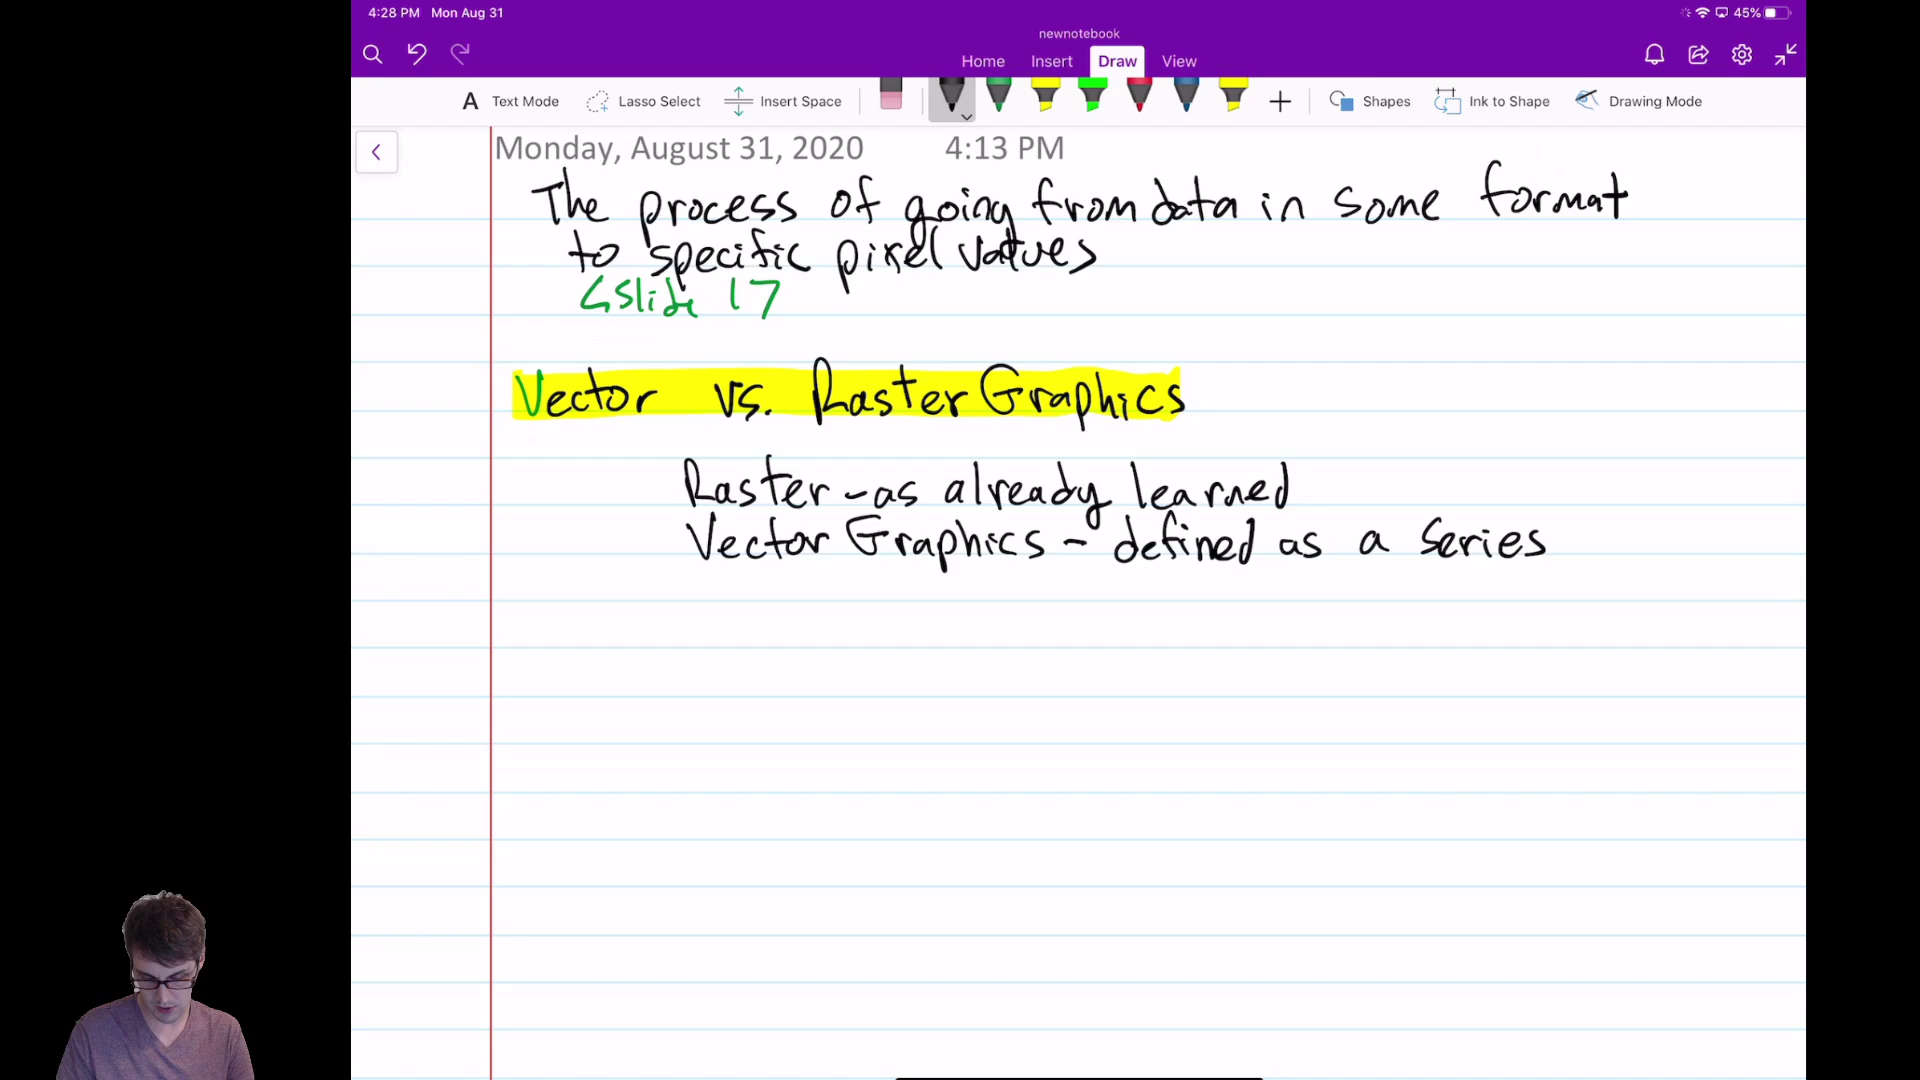 4:28 PM Mon Aug 31
45%
newnotebook
Home Insert Draw View
A Text Mode Lasso Select Insert Space Shapes Ink to Shape Drawing Mode
Monday, August 31, 2020 4:13 PM
The process of going from data in some format
to specific pixel values
Slide 17
Vector vs. Raster Graphics
Raster - as already learned
Vector Graphics - defined as a series